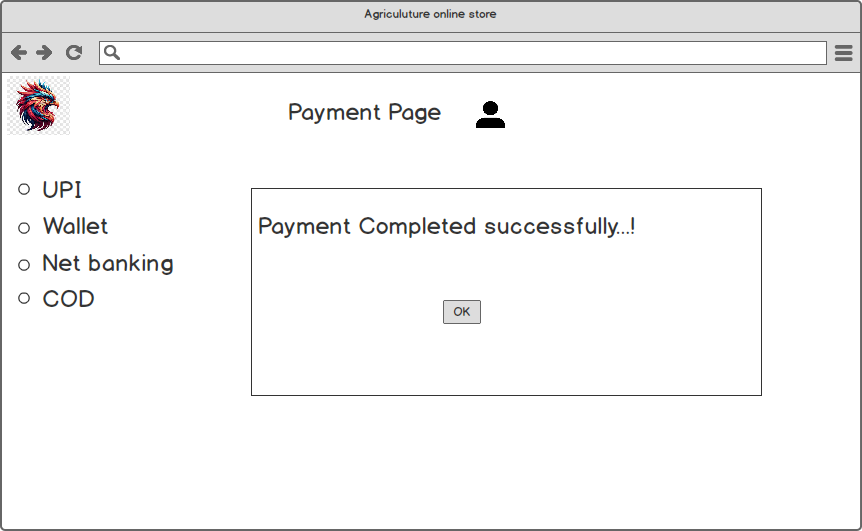 Agriculuture online store
Payment Page
UPI
Wallet
Net banking
COD
Payment Completed successfully...!
OK